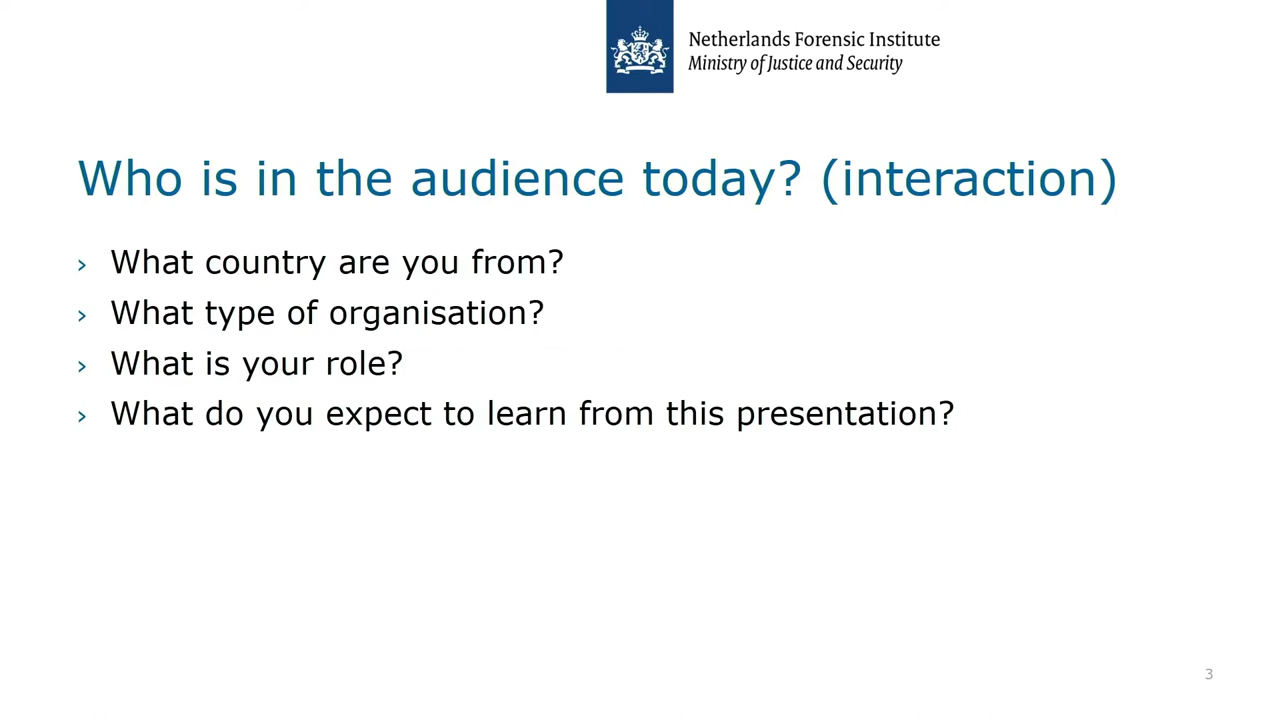 Netherlands Forensic Institute
Ministry of Justice and Security
Who is in the audience today? (interaction)
› What country are you from?
› What type of organisation?
› What is your role?
› What do you expect to learn from this presentation?
3